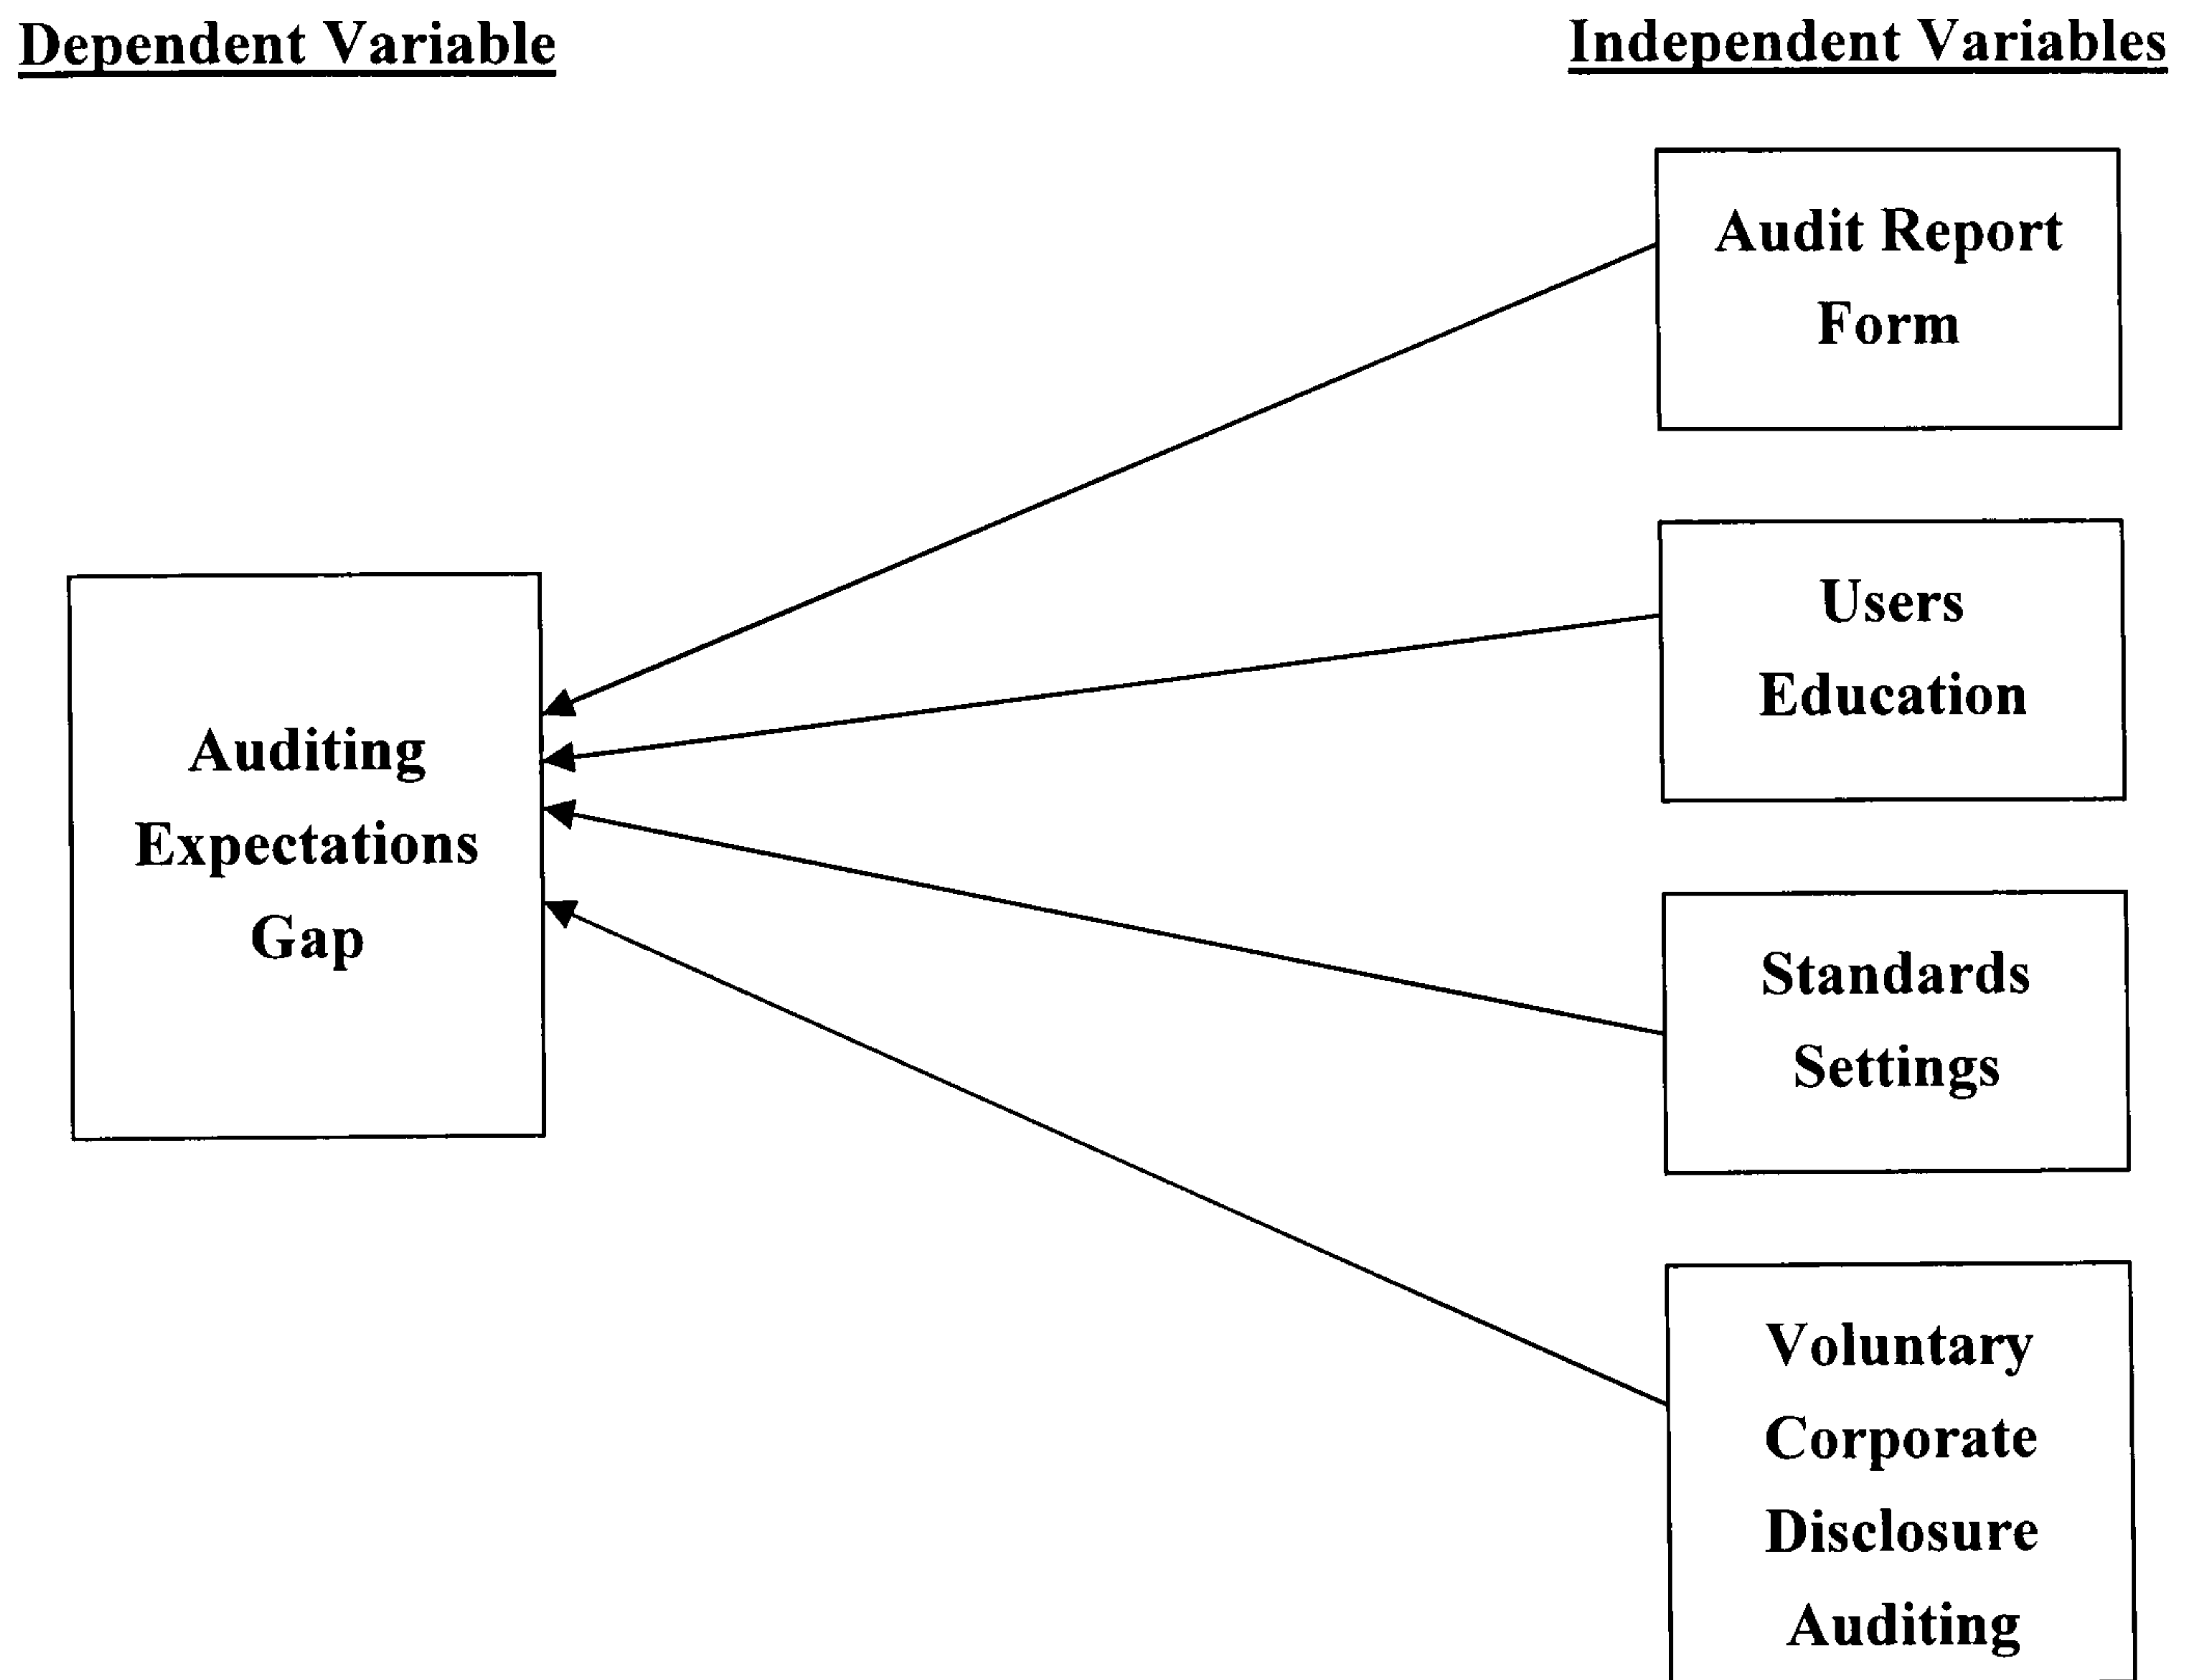 Dependent Variable
Independent Variables
Audit Report
Form
Users
Education
Auditing
Expectations
Gap
Standards
Settings
Voluntary
Corporate
Disclosure
Auditing